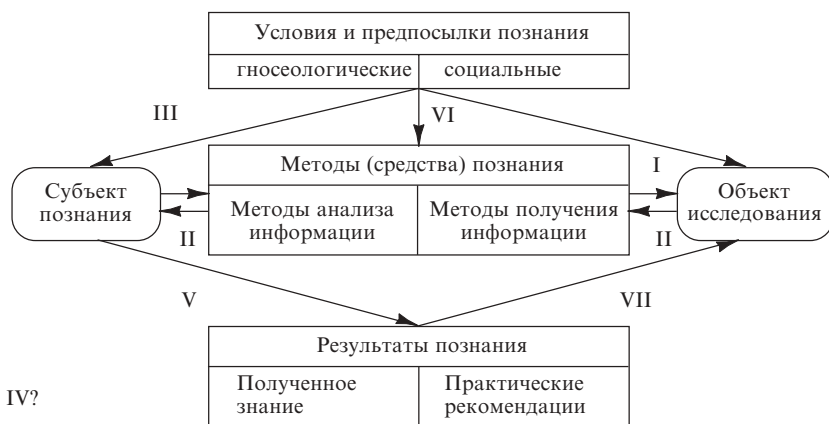 Условия и предпосылки познания
гносеологические социальные
III
VI
Методы (средства) познания
I
Субъект
познания
Методы анализа
информации
Методы получения
информации
Объект
исследования
II
II
V
VII
Результаты познания
Полученное
знание
Практические
рекомендации
IV?